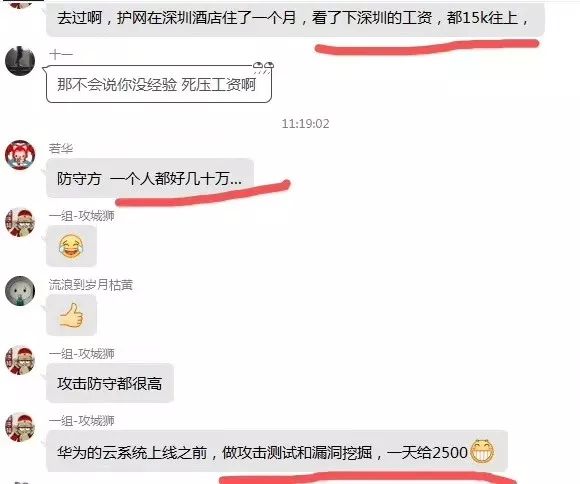 去过啊，护网在深圳酒店住了一个月，看了下深圳的工资，都15k往上，
十一
那不会说你没经验 死压工资啊
11:19:02
若华
防守方 一个人都好几十万...
一组-攻城狮
流浪到岁月枯黄
一组-攻城狮
攻击防守都很高
一组-攻城狮
华为的云系统上线之前，做攻击测试和漏洞挖掘，一天给2500